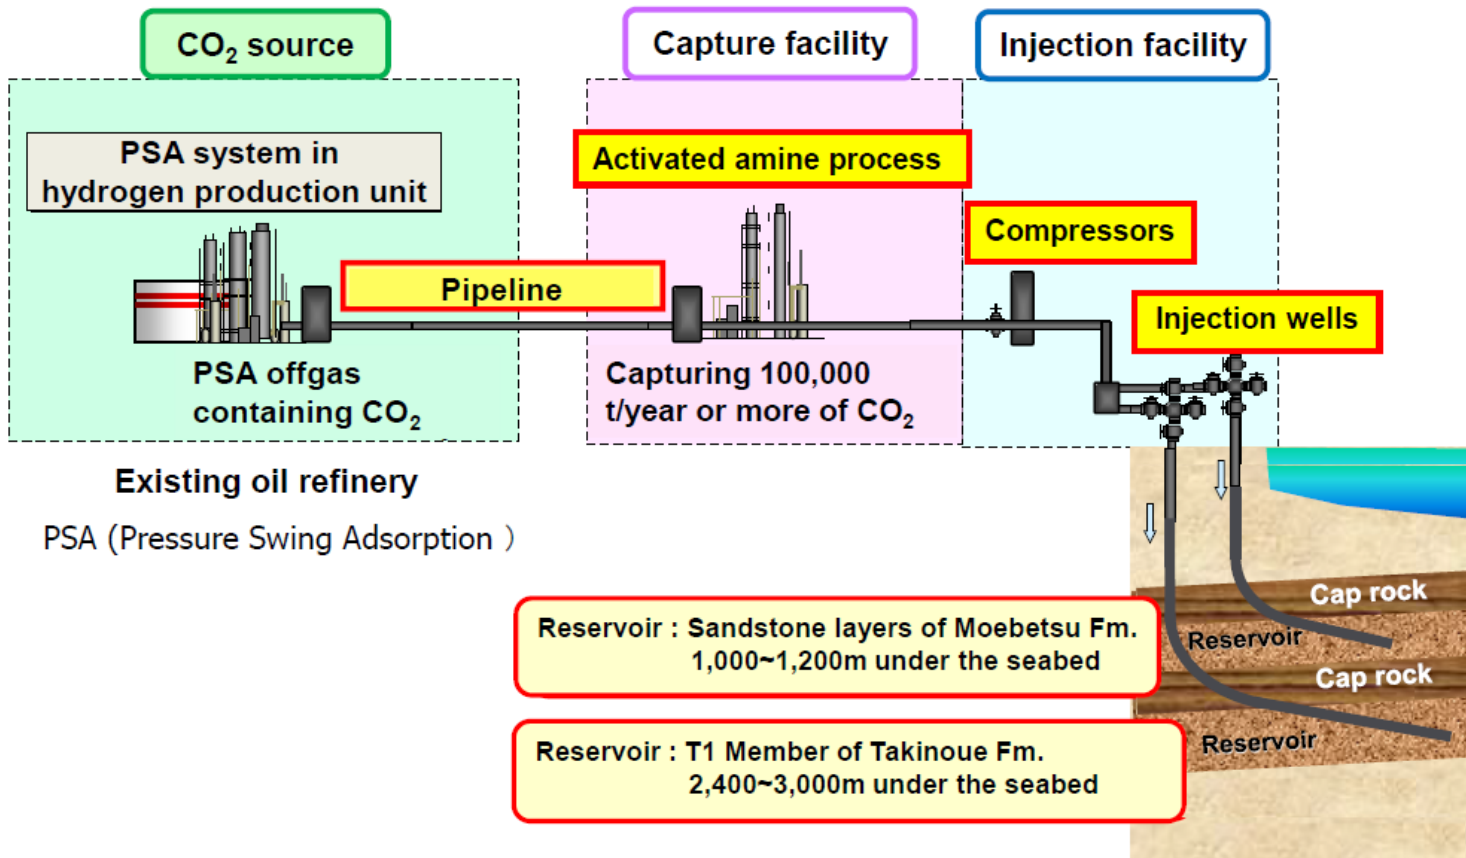 CO₂ source
Capture facility
Injection facility
PSA system in
hydrogen production unit
Activated amine process
Compressors
Pipeline
Injection wells
PSA offgas
containing CO₂
Capturing 100,000
t/year or more of CO₂
Existing oil refinery
PSA (Pressure Swing Adsorption )
Cap rock
Reservoir : Sandstone layers of Moebetsu Fm.
1,000~1,200m under the seabed
Reservoir
Cap rock
Reservoir : T1 Member of Takinoue Fm.
2,400~3,000m under the seabed
Reservoir